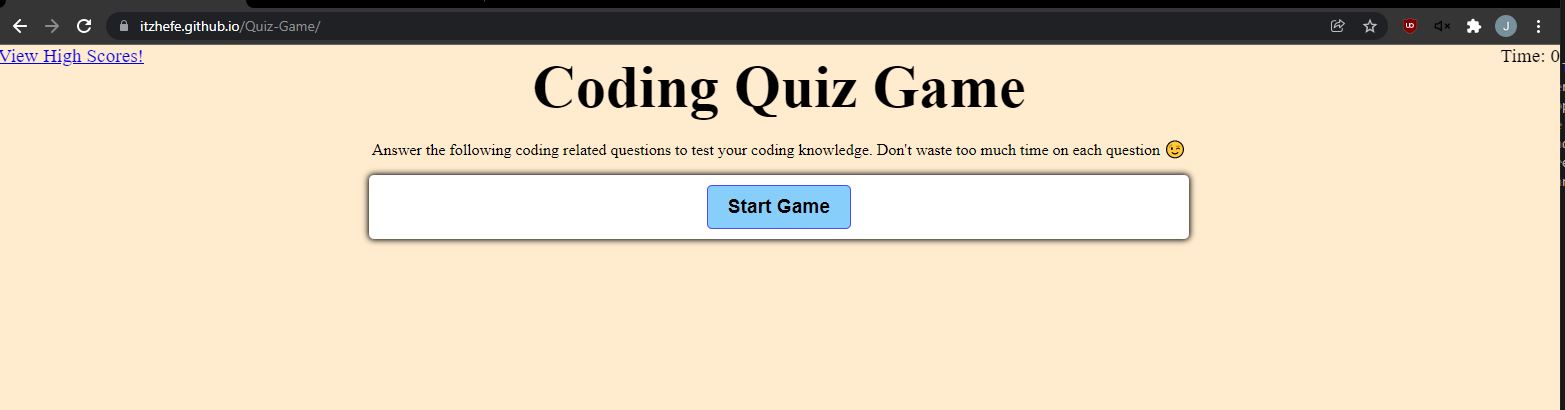 itzhefe.github.io/Quiz-Game/
J
View High Scores!
Time: 0
Coding Quiz Game
Answer the following coding related questions to test your coding knowledge. Don't waste too much time on each question 😉
Start Game